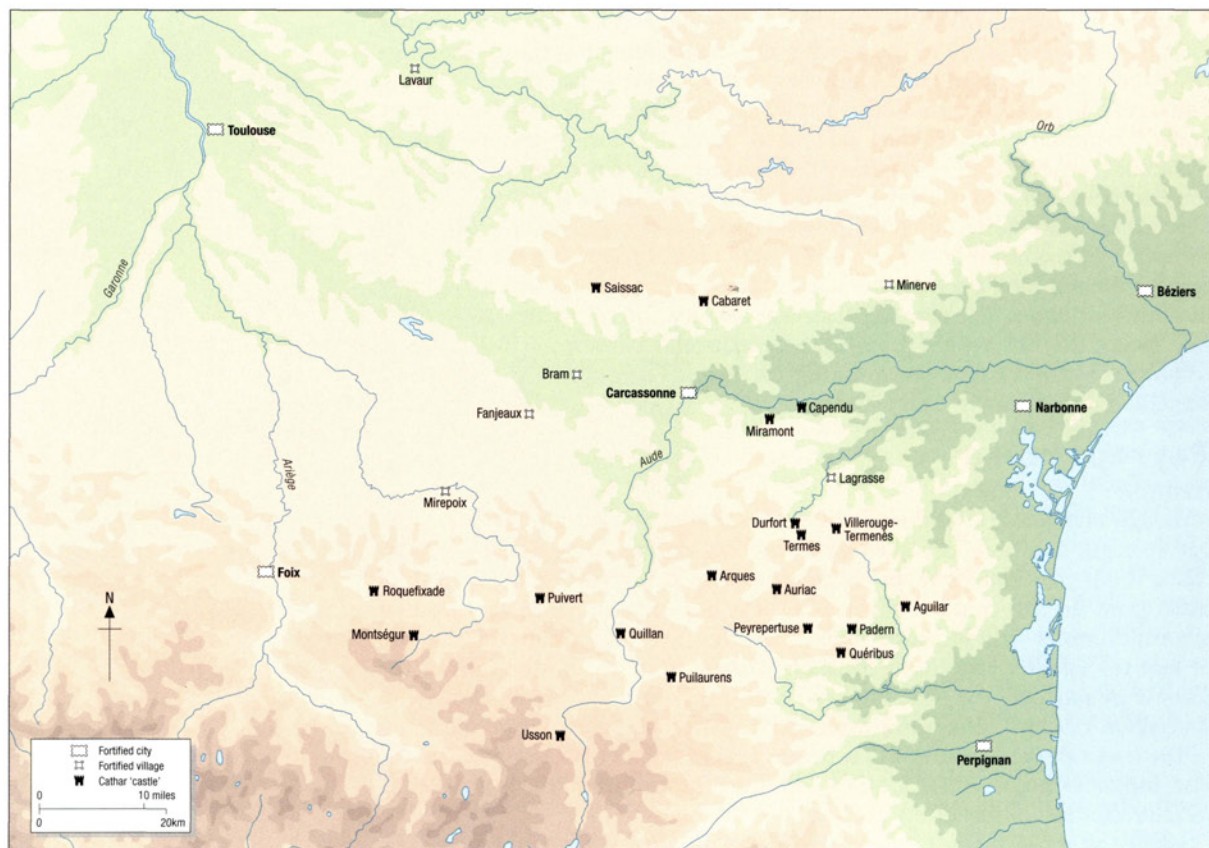 Lavaur
Toulouse
Orb
Garonne
Saissac
Cabaret
Minerve
Béziers
Bram
Carcassonne
Fanjeaux
Capendu
Miramont
Narbonne
Aude
Ariège
Mirepoix
Lagrasse
Durfort
Termes
Villerouge-
Termenès
Foix
Roquefixade
Puivert
Arques
Auriac
Aguilar
N
Montségur
Quillan
Peyrepertuse
Padern
Quéribus
Puilaurens
Usson
Perpignan
Fortified city
Fortified village
Cathar 'castle'
0 10 miles
0 20km